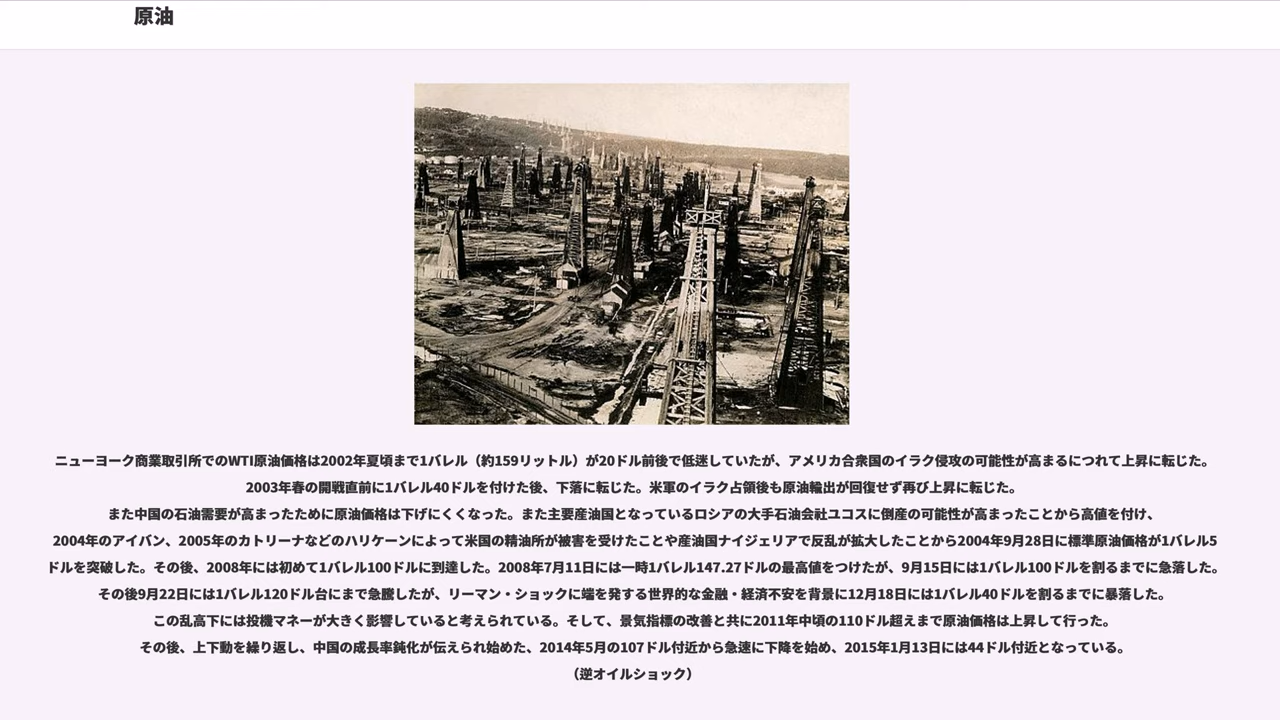 原油
ニューヨーク商業取引所でのWTI原油価格は2002年夏頃まで1バレル（約159リットル）が20ドル前後で低迷していたが、アメリカ合衆国のイラク侵攻の可能性が高まるにつれて上昇に転じた。
2003年春の開戦直前に1バレル40ドルを付けた後、下落に転じた。米軍のイラク占領後も原油輸出が回復せず再び上昇に転じた。
また中国の石油需要が高まったために原油価格は下げにくくなった。また主要産油国となっているロシアの大手石油会社ユコスに倒産の可能性が高まったことから高値を付け、
2004年のアイバン、2005年のカトリーナなどのハリケーンによって米国の精油所が被害を受けたことや産油国ナイジェリアで反乱が拡大したことから2004年9月28日に標準原油価格が1バレル5
ドルを突破した。その後、2008年には初めて1バレル100ドルに到達した。2008年7月11日には一時1バレル147.27ドルの最高値をつけたが、9月15日には1バレル100ドルを割るまでに急落した。
その後9月22日には1バレル120ドル台にまで急騰したが、リーマン・ショックに端を発する世界的な金融・経済不安を背景に12月18日には1バレル40ドルを割るまでに暴落した。
この乱高下には投機マネーが大きく影響していると考えられている。そして、景気指標の改善と共に2011年中頃の110ドル超えまで原油価格は上昇して行った。
その後、上下動を繰り返し、中国の成長率鈍化が伝えられ始めた、2014年5月の107ドル付近から急速に下降を始め、2015年1月13日には44ドル付近となっている。
（逆オイルショック）